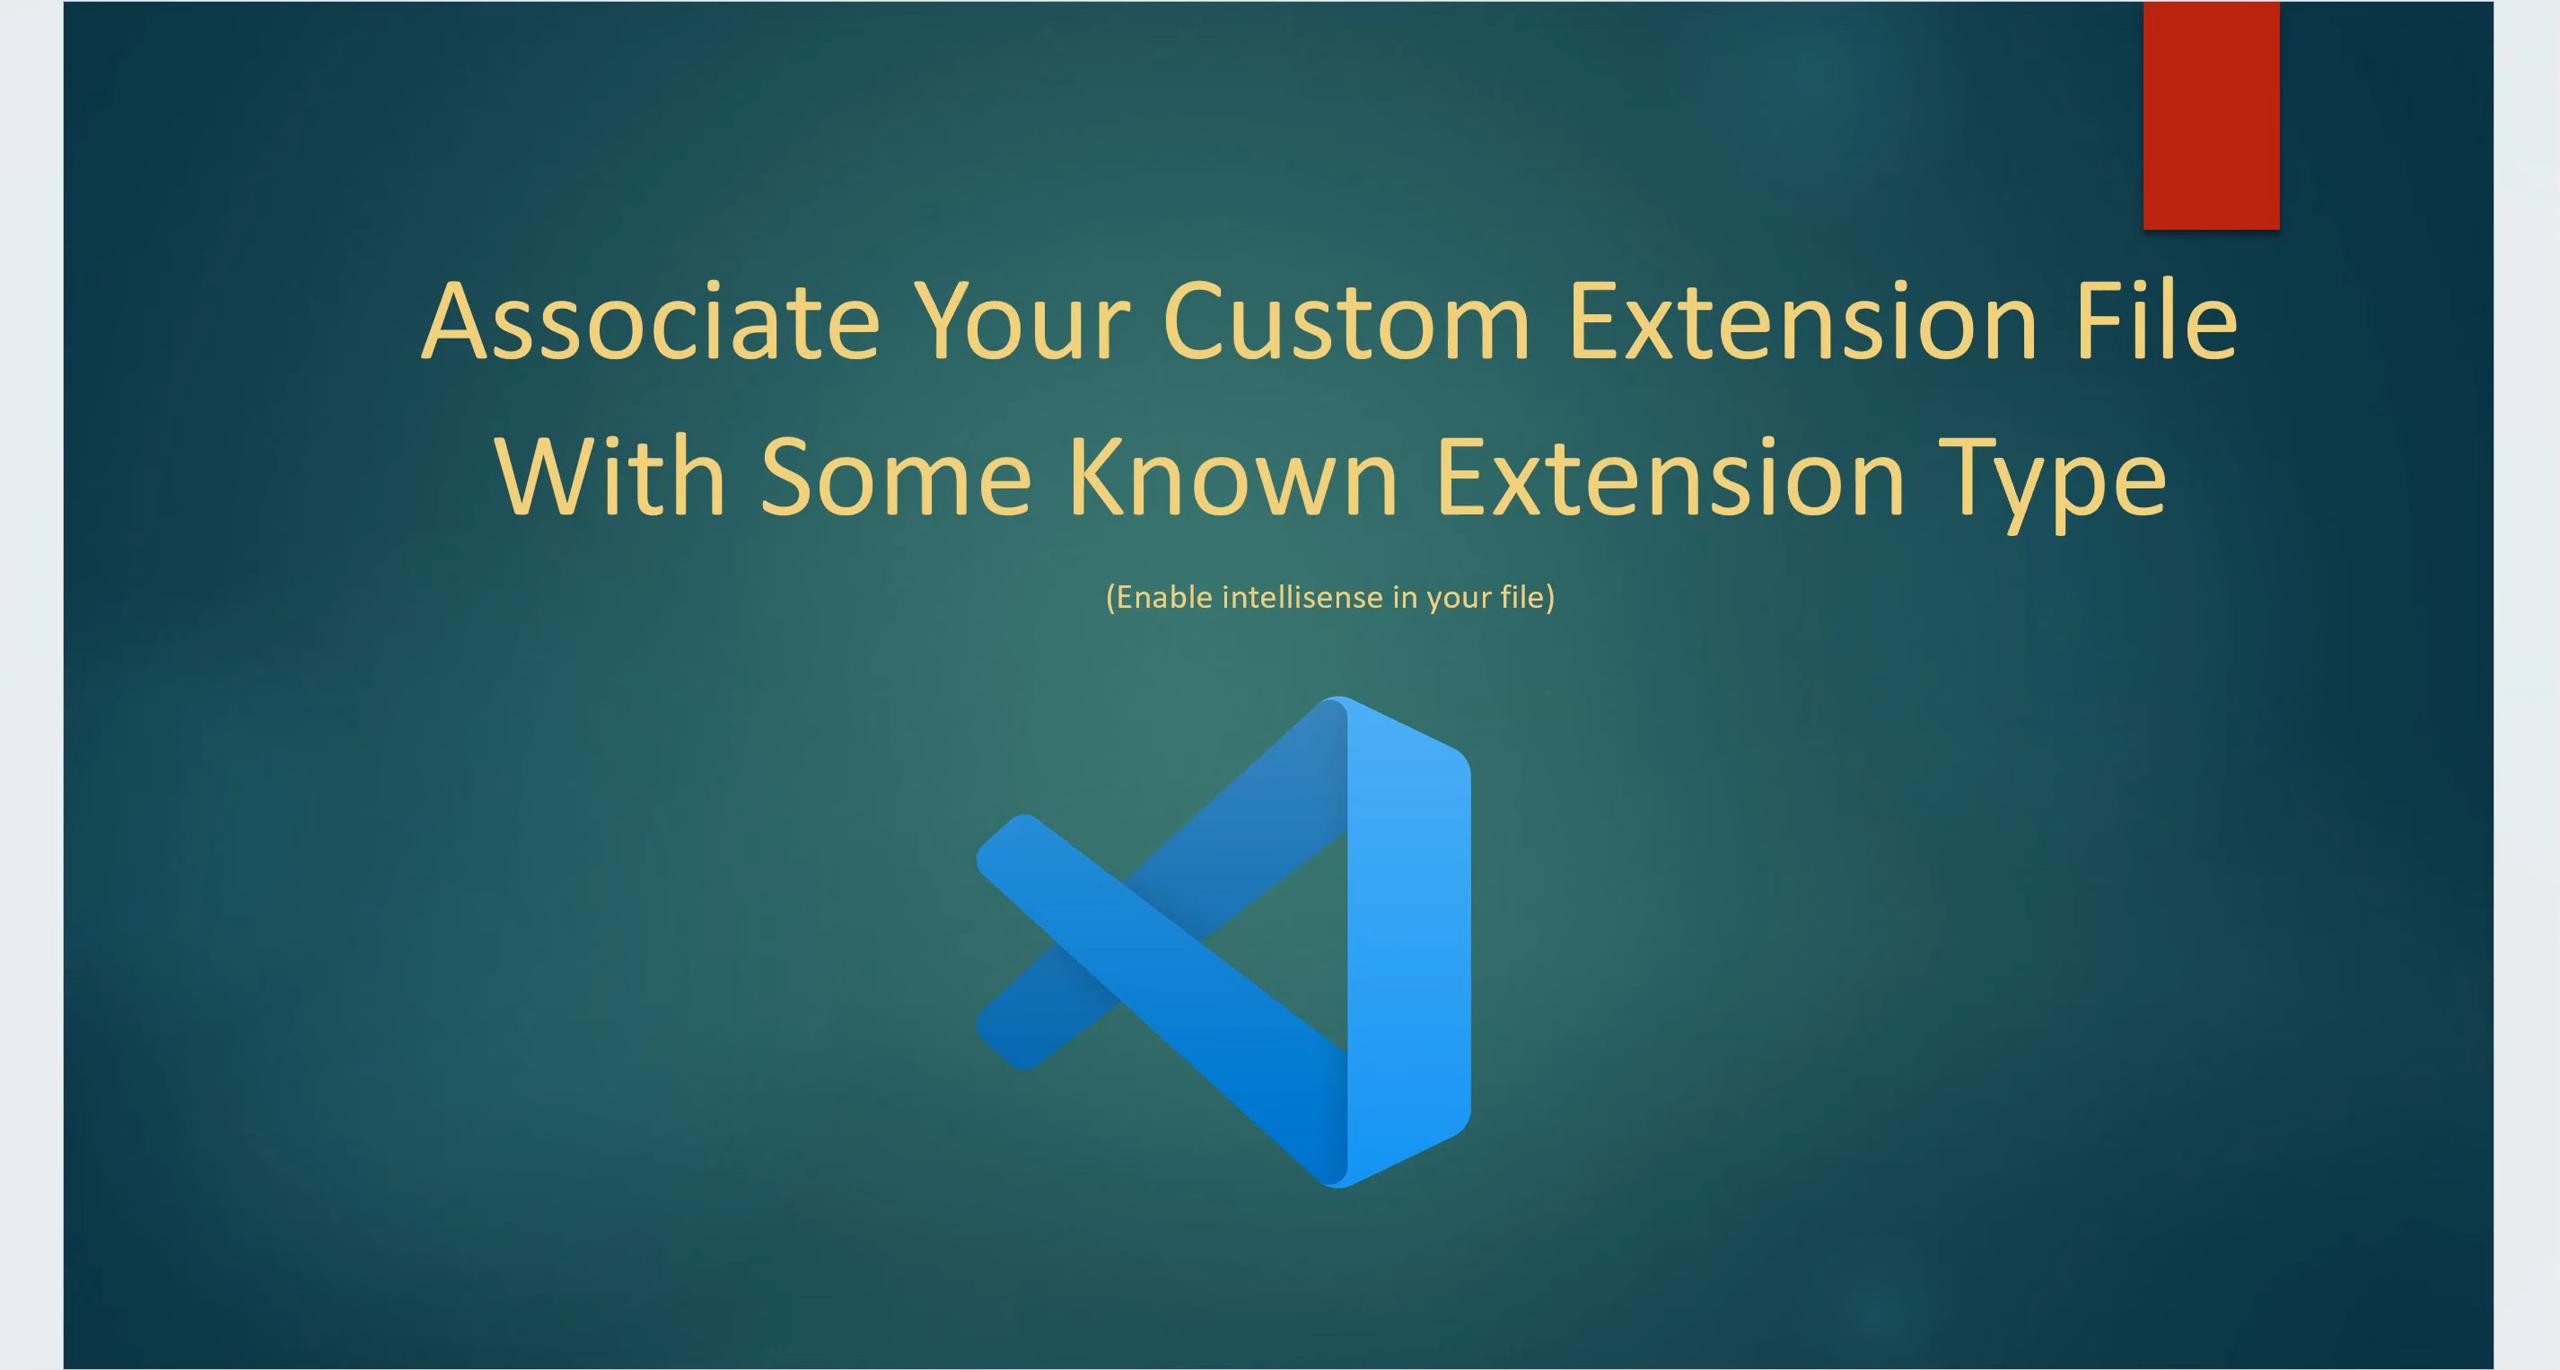 Associate Your Custom Extension File
With Some Known Extension Type
(Enable intellisense in your file)